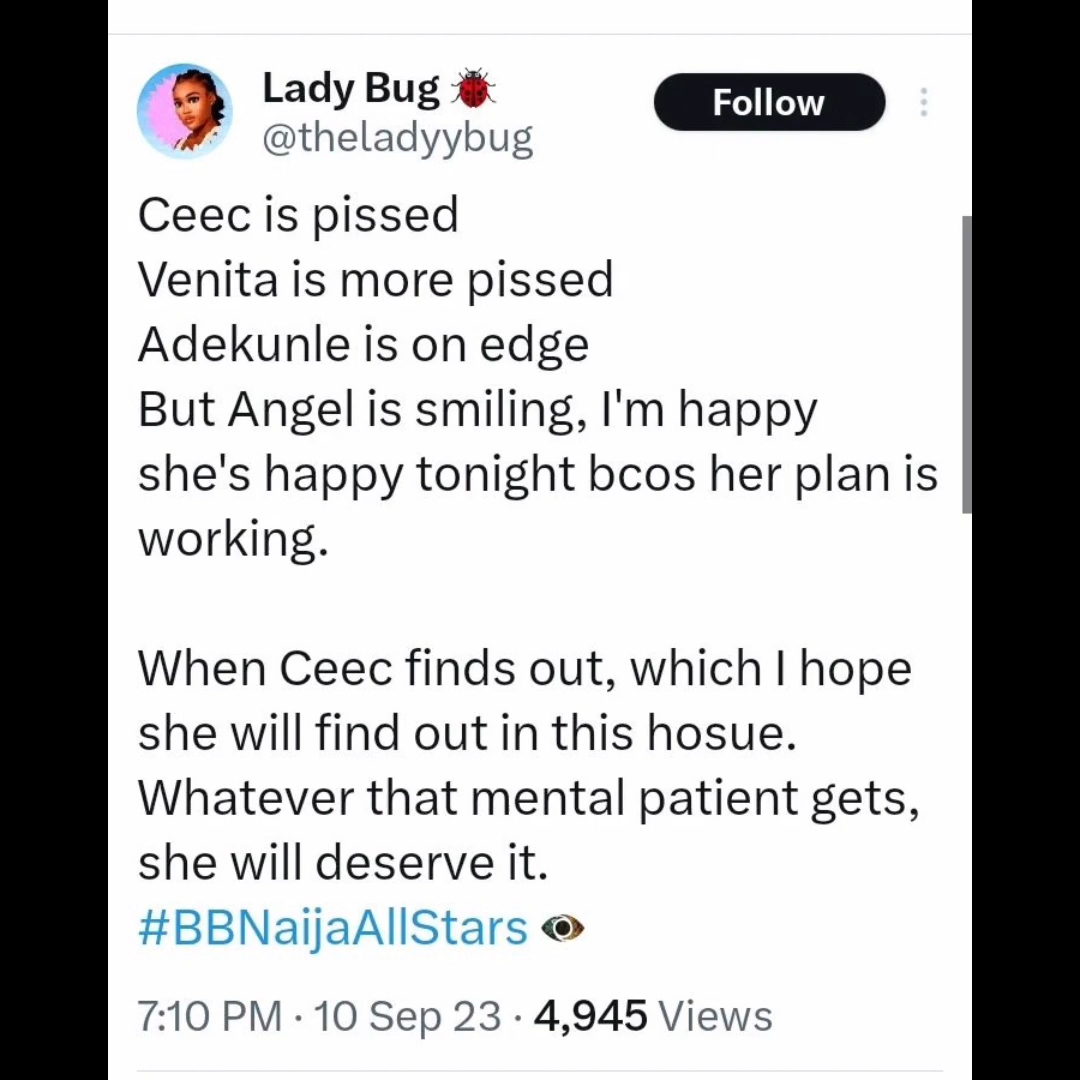 Lady Bug 🐞
@theladyybug
Follow
Ceec is pissed
Venita is more pissed
Adekunle is on edge
But Angel is smiling, I'm happy
she's happy tonight bcos her plan is
working.
When Ceec finds out, which I hope
she will find out in this hosue.
Whatever that mental patient gets,
she will deserve it.
#BBNaijaAllStars
7:10 PM · 10 Sep 23 · 4,945 Views